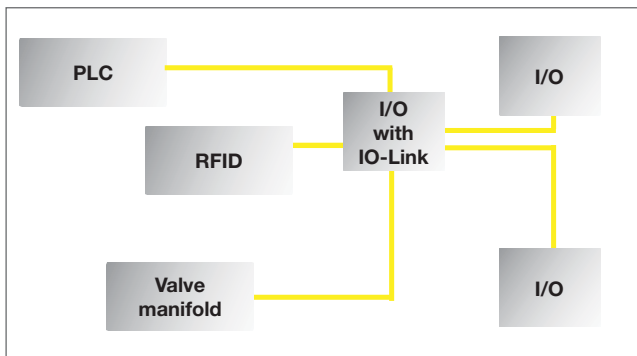 PLC
I/O
with
IO-Link
I/O
RFID
Valve
manifold
I/O